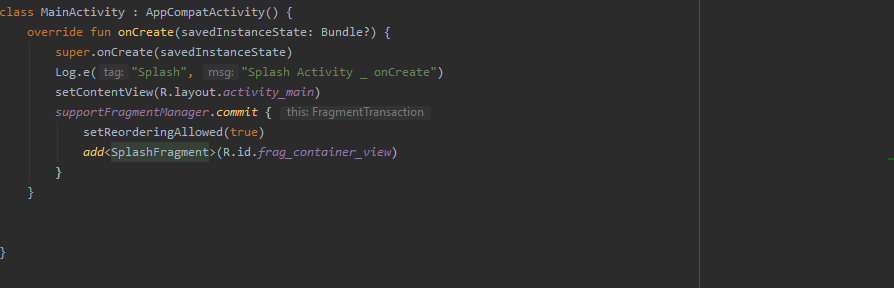 class MainActivity : AppCompatActivity() {
override fun onCreate(savedInstanceState: Bundle?) {
super.onCreate(savedInstanceState)
Log.e( tag: "Splash", msg: "Splash Activity _ onCreate")
setContentView(R.layout.activity_main)
supportFragmentManager.commit { this: FragmentTransaction
setReorderingAllowed(true)
add<SplashFragment>(R.id.frag_container_view)
}
}
}